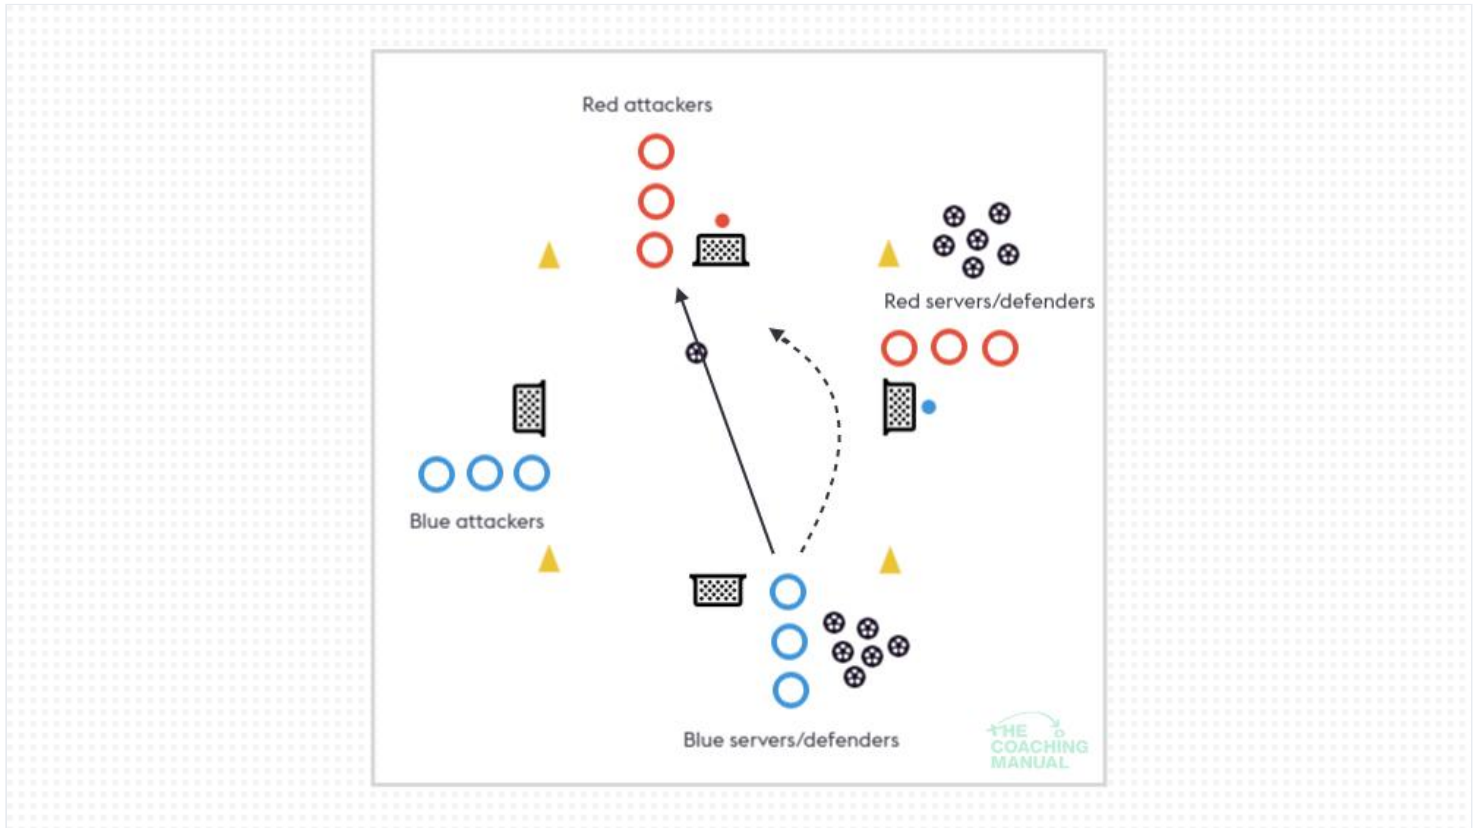 Red attackers
Red servers/defenders
Blue attackers
Blue servers/defenders
THE
COACHING
MANUAL